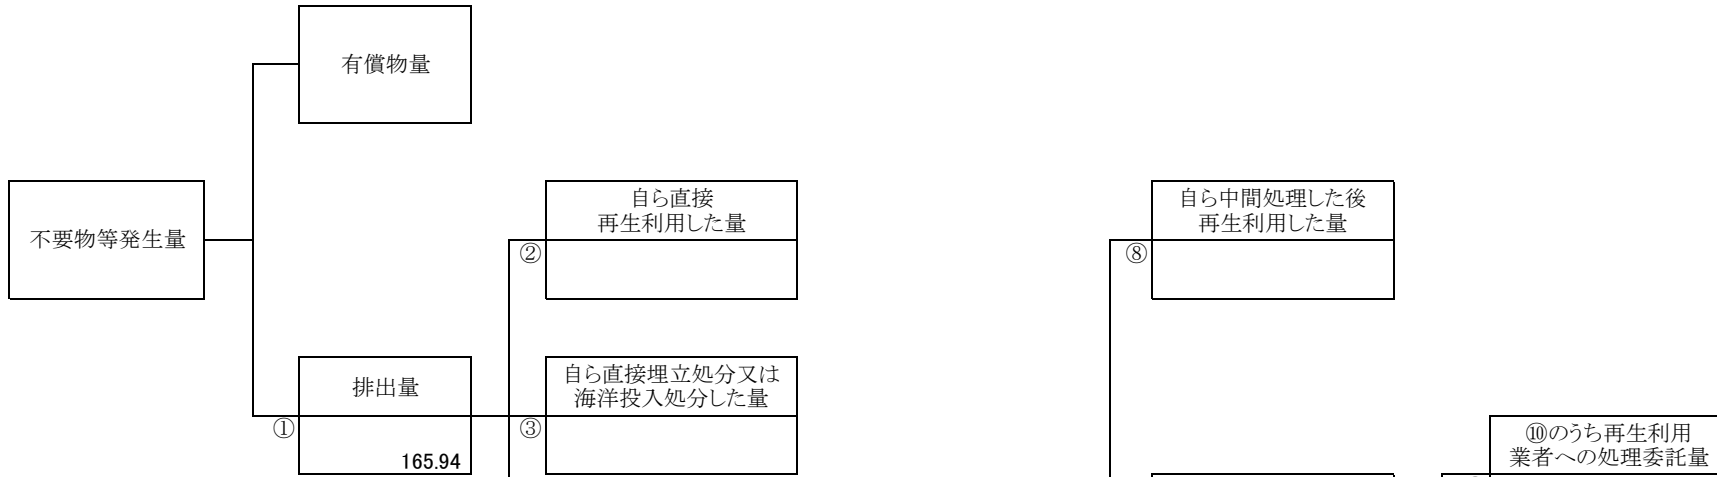 有償物量
不要物等発生量
自ら直接
再生利用した量
②
自ら中間処理した後
再生利用した量
⑧
排出量
①
165.94
自ら直接埋立処分又は
海洋投入処分した量
③
⑩のうち再生利用
業者への処理委託量